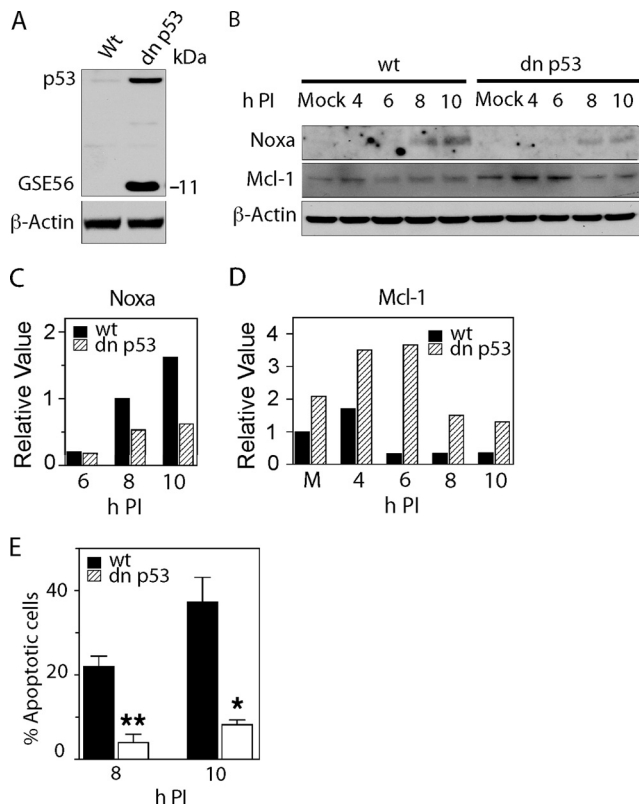 A
Wt
dn p53
kDa
p53
GSE56
–11
β-Actin
B
wt
dn p53
h PI
Mock 4 6 8 10
Mock 4 6 8 10
Noxa
Mcl-1
β-Actin
C
Noxa
wt
dn p53
Relative Value
2
1
0
6 8 10
h PI
D
Mcl-1
wt
dn p53
Relative Value
4
3
2
1
0
M 4 6 8 10
h PI
E
wt
dn p53
% Apoptotic cells
40
20
0
**
*
8 10
h PI